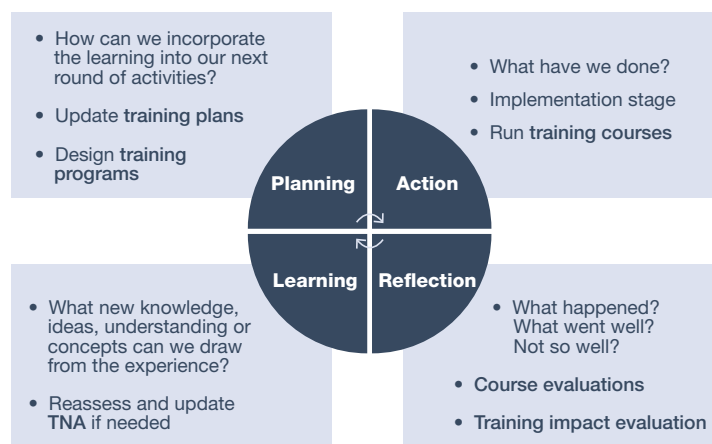 • How can we incorporate
the learning into our next
round of activities?
• Update training plans
• Design training
programs
• What have we done?
• Implementation stage
• Run training courses
Planning
Action
Learning
Reflection
• What new knowledge,
ideas, understanding or
concepts can we draw
from the experience?
• Reassess and update
TNA if needed
• What happened?
What went well?
Not so well?
• Course evaluations
• Training impact evaluation